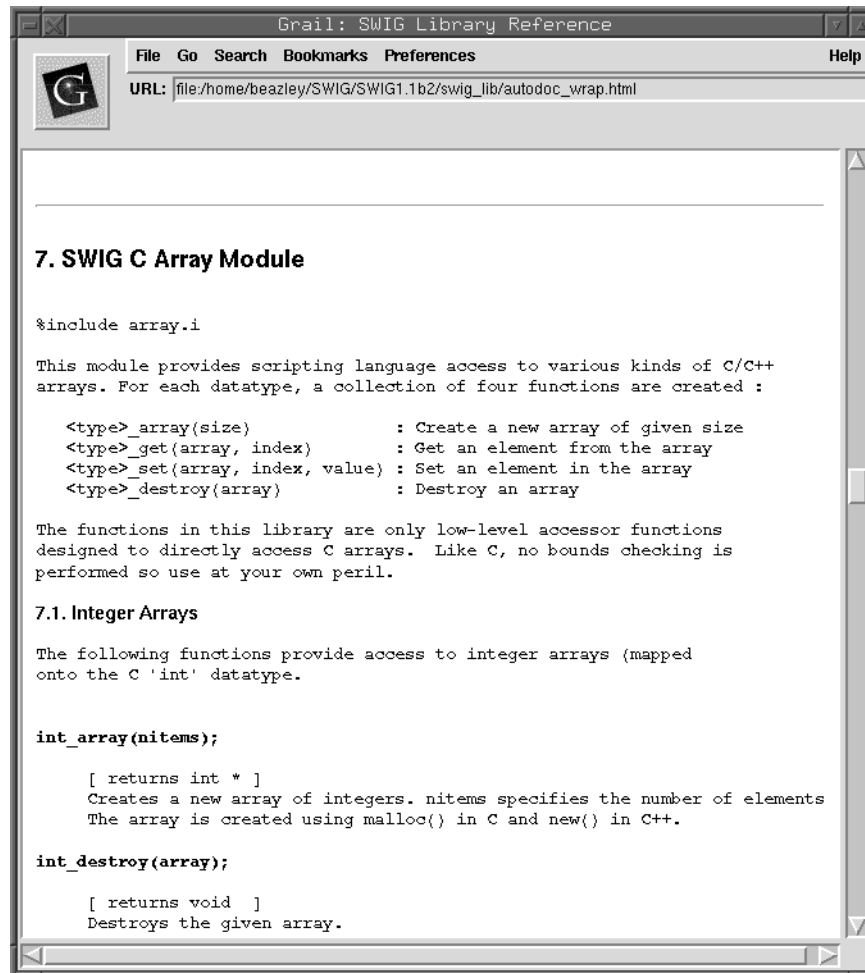 Grail: SWIG Library Reference
File Go Search Bookmarks Preferences Help
G
URL: file:/home/beazley/SWIG/SWIG1.1b2/swig_lib/autodoc_wrap.html
7. SWIG C Array Module
%include array.i
This module provides scripting language access to various kinds of C/C++
arrays. For each datatype, a collection of four functions are created :
<type>_array(size) : Create a new array of given size
<type>_get(array, index) : Get an element from the array
<type>_set(array, index, value) : Set an element in the array
<type>_destroy(array) : Destroy an array
The functions in this library are only low-level accessor functions
designed to directly access C arrays. Like C, no bounds checking is
performed so use at your own peril.
7.1. Integer Arrays
The following functions provide access to integer arrays (mapped
onto the C 'int' datatype.
int_array(nitems);
[ returns int * ]
Creates a new array of integers. nitems specifies the number of elements
The array is created using malloc() in C and new() in C++.
int_destroy(array);
[ returns void ]
Destroys the given array.